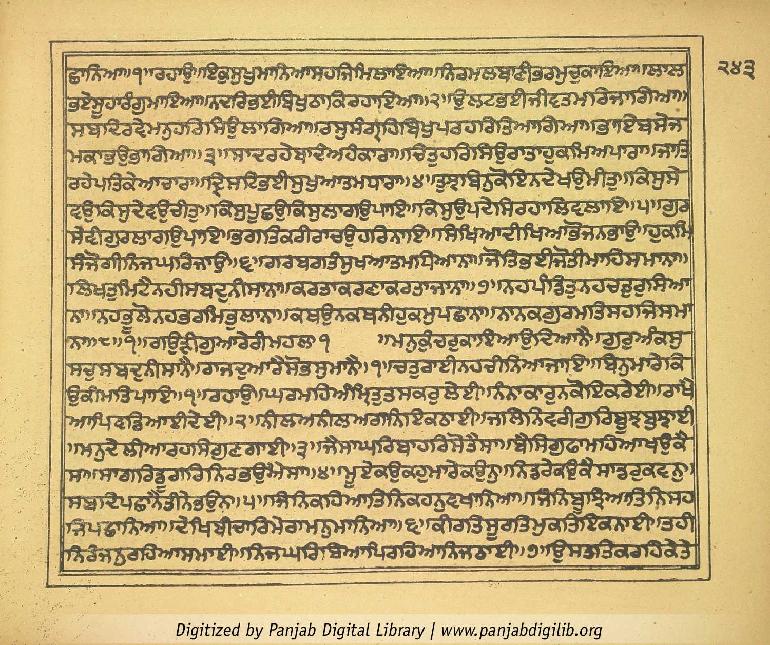 ਛਾਨਿਆ॥੧॥ਰਹਾਉ॥ਇਕੁਸੁਖੁਮਾਨਿਆਸਹਜਿਮਿਲਾਇਆ॥ਨਿਰਮਲਬਾਣੀਭਰਮੁਚੁਕਾਇਆ॥ਲਾਲ
੨੪੩
ਭਏਸੂਹਾਰੰਗੁਮਾਇਆ॥ਨਦਰਿਭਈਬਿਖੁਠਾਕਿਰਹਾਇਆ॥੨॥ਉਲਟਭਈਜੀਵਤਮਰਿਜਾਗਿਆ॥
ਸਬਦਿਰਵੇਮਨੁਹਰਿਸਿਉਲਾਗਿਆ॥ਰਸੁਸੰਗ੍ਰਹਿਬਿਖੁਪਰਹਰਿਤਿਆਗਿਆ॥ਭਾਇਬਸੇਜ
ਮਕਾਭਉਭਾਗਿਆ॥੩॥ਸਾਦਰਹੇਬਾਦੰਅਹੰਕਾਰਾ॥ਚਿਤੁਹਰਿਸਿਉਰਾਤਾਹੁਕਮਿਅਪਾਰਾ॥ਜਾਤਿ
ਰਹੇਪਤਿਕੇਆਚਾਰਾ॥ਦ੍ਰਿਸਟਿਭਈਸੁਖੁਆਤਮਧਾਰਾ॥੪॥ਤੁਝਬਿਨੁਕੋਇਨਦੇਖਉਮੀਤੁ॥ਕਿਸੁਸੇ
ਵਉਕਿਸੁਦੇਵਉਚੀਤੁ॥ਕਿਸੁਪੂਛਉਕਿਸੁਲਾਗਉਪਾਇ॥ਕਿਸੁਉਪਦੇਸਿਰਹਾਲਿਵਲਾਇ॥੫॥ਗੁਰ
ਸੇਵੀਗੁਰਲਾਗਉਪਾਇ॥ਭਗਤਿਕਰੀਰਾਚਉਹਰਿਨਾਇ॥ਸਿਖਿਆਦੀਖਿਆਭੋਜਨਭਾਉ॥ਹੁਕਮਿ
ਸੰਜੋਗੀਨਿਜਘਰਿਜਾਉ॥੬॥ਗਰਬਗਤੰਸੁਖਆਤਮਧਿਆਨਾ॥ਜੋਤਿਭਈਜੋਤੀਮਾਹਿਸਮਾਨਾ॥
ਲਿਖਤੁਮਿਟੈਨਹੀਸਬਦੁਨੀਸਾਨਾ॥ਕਰਤਾਕਰਣਾਕਰਤਾਜਾਨਾ॥੭॥ਨਹਪੰਡਿਤੁਨਹਚਤੁਰੁਸਿਆ
ਨਾ॥ਨਹਭੂਲੋਨਹਭਰਮਿਭੁਲਾਨਾ॥ਕਥਉਨਕਥਨੀਹੁਕਮੁਪਛਾਨਾ॥ਨਾਨਕਗੁਰਮਤਿਸਹਜਿਸਮਾ
ਨਾ॥੮॥੧॥ਗਉੜੀਗੁਆਰੇਰੀਮਹਲਾ੧ ॥ਮਨੁਕੁੰਚਰੁਕਾਇਆਉਦਿਆਨੈ॥ਗੁਰੁਅੰਕਸੁ
ਸਚੁਸਬਦੁਨੀਸਾਨੈ॥ਰਾਜਦੁਆਰੈਸੋਭਸੁਮਾਨੈ॥੧॥ਚਤੁਰਾਈਨਹਚੀਨਿਆਜਾਇ॥ਬਿਨੁਮਾਰੇਕਿ
ਉਕੀਮਤਿਪਾਇ॥੧॥ਰਹਾਉ॥ਘਰਮਹਿਅੰਮ੍ਰਿਤੁਤਸਕਰੁਲੇਈ॥ਨੰਨਾਕਾਰੁਨਕੋਇਕਰੇਈ॥ਰਾਖੈ
ਆਪਿਵਡਿਆਈਦੇਈ॥੨॥ਨੀਲਅਨੀਲਅਗਨਿਇਕਠਾਈ॥ਜਲਿਨਿਵਰੀਗੁਰਿਬੂਝਬੁਝਾਈ
॥ਮਨੁਦੇਲੀਆਰਹਸਿਗੁਣਗਾਈ॥੩॥ਜੈਸਾਘਰਿਬਾਹਰਿਸੋਤੈਸਾ॥ਬੈਸਿਗੁਫਾਮਹਿਆਖਉਕੈ
ਸਾ॥ਸਾਗਰਿਡੂਗਰਿਨਿਰਭਉਐਸਾ॥੪॥ਮੂਏਕਉਕਹੁਮਾਰੇਕਉਨੁ॥ਨਿਡਰੇਕਉਕੈਸਾਡਰੁਕਵਨੁ॥
ਸਬਦਿਪਛਾਨੈਤੀਨੇਭਉਨ॥੫॥ਜਿਨਿਕਹਿਆਤਿਨਿਕਹਨੁਵਖਾਨਿਆ॥ਜਿਨਿਬੂਝਿਆਤਿਨਿਸਹ
ਜਿਪਛਾਨਿਆ॥ਦੇਖਿਬੀਚਾਰਿਮੇਰਾਮਨੁਮਾਨਿਆ॥੬॥ਕੀਰਤਿਸੂਰਤਿਮੁਕਤਿਇਕਨਾਈ॥ਤਹੀ
ਨਿਰੰਜਨੁਰਹਿਆਸਮਾਈ॥ਨਿਜਘਰਿਬਿਆਪਿਰਹਿਆਨਿਜਠਾਈ॥੭॥ਉਸਤਤਿਕਰਹਿਕੇਤੇ
Digitized by Panjab Digital Library | www.panjabdigilib.org